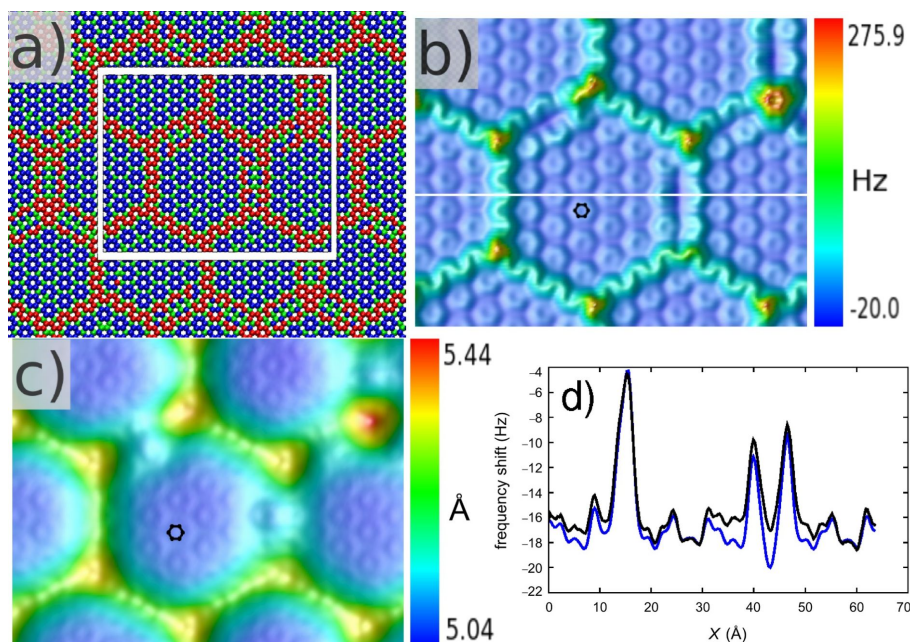 a)
b)
275.9
Hz
-20.0
c)
5.44
Å
5.04
d)
frequency shift (Hz)
−4
−6
−8
−10
−12
−14
−16
−18
−20
−22
0 10 20 30 40 50 60 70
X (Å)